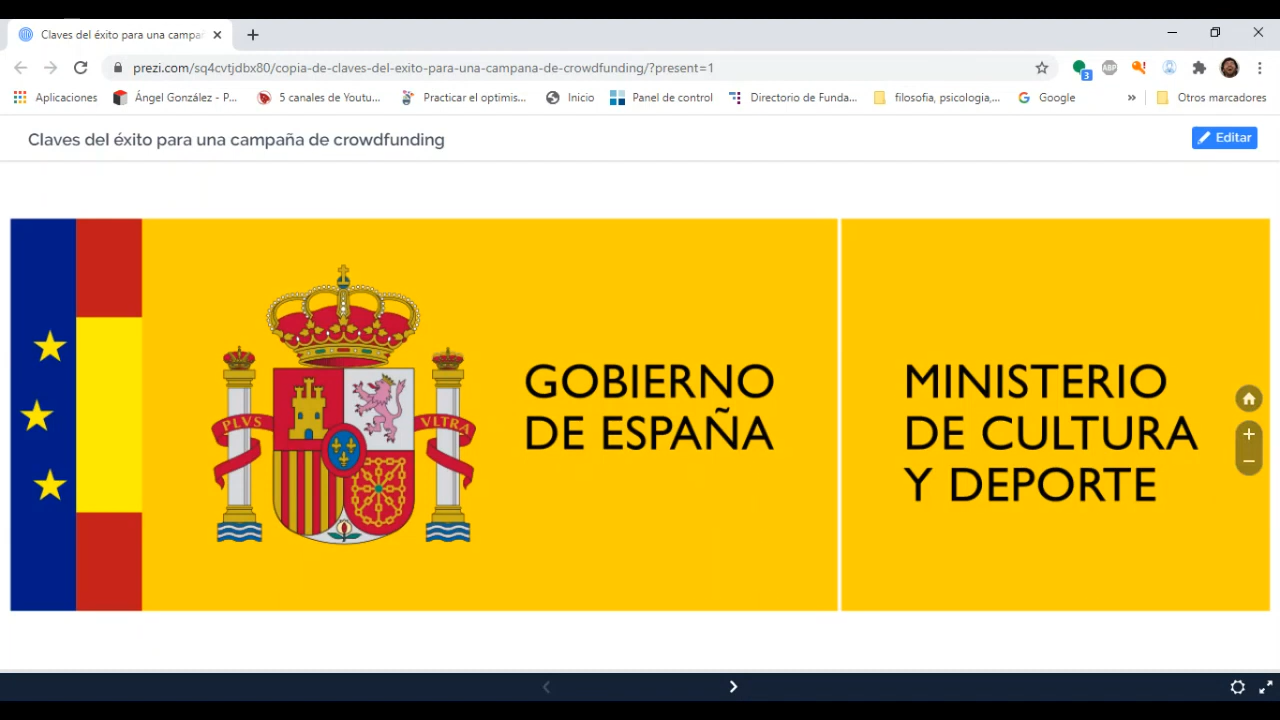 Claves del éxito para una campa
prezi.com/sq4cvtjdbx80/copia-de-claves-del-exito-para-una-campana-de-crowdfunding/?present=1
3
ABP
Aplicaciones
Ángel González - P...
5 canales de Youtu...
Practicar el optimis...
Inicio
Panel de control
Directorio de Funda...
filosofia, psicologia,...
Google
»
Otros marcadores
Claves del éxito para una campaña de crowdfunding
Editar
PLVS
VLTRA
GOBIERNO
DE ESPAÑA
MINISTERIO
DE CULTURA
Y DEPORTE